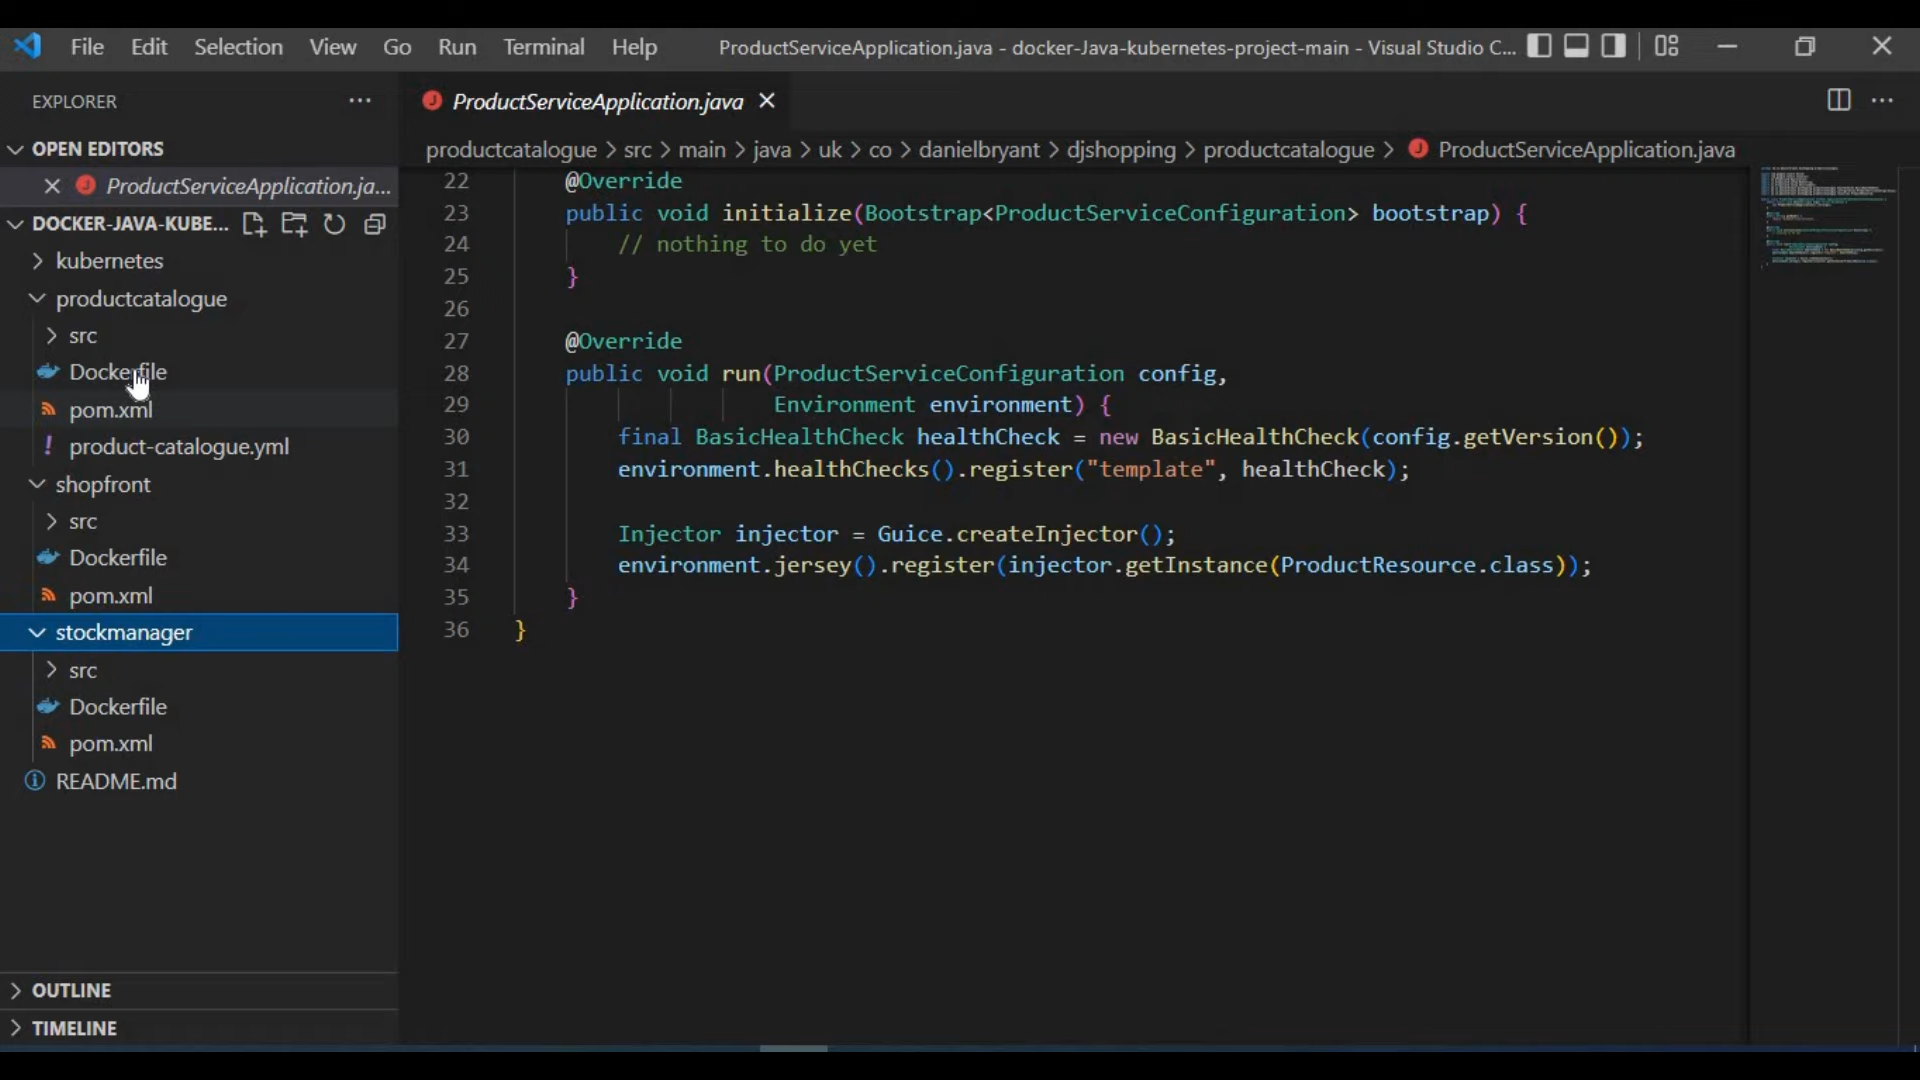 File Edit Selection View Go Run Terminal Help ProductServiceApplication.java - docker-Java-kubernetes-project-main - Visual Studio C...
EXPLORER
OPEN EDITORS
ProductServiceApplication.ja...
DOCKER-JAVA-KUBE...
kubernetes
productcatalogue
src
Dockerfile
pom.xml
product-catalogue.yml
shopfront
src
Dockerfile
pom.xml
stockmanager
src
Dockerfile
pom.xml
README.md
OUTLINE
TIMELINE
ProductServiceApplication.java
productcatalogue > src > main > java > uk > co > danielbryant > djshopping > productcatalogue > ProductServiceApplication.java
22 @Override
23 public void initialize(Bootstrap<ProductServiceConfiguration> bootstrap) {
24 // nothing to do yet
25 }
26
27 @Override
28 public void run(ProductServiceConfiguration config,
29 Environment environment) {
30 final BasicHealthCheck healthCheck = new BasicHealthCheck(config.getVersion());
31 environment.healthChecks().register("template", healthCheck);
32
33 Injector injector = Guice.createInjector();
34 environment.jersey().register(injector.getInstance(ProductResource.class));
35 }
36 }